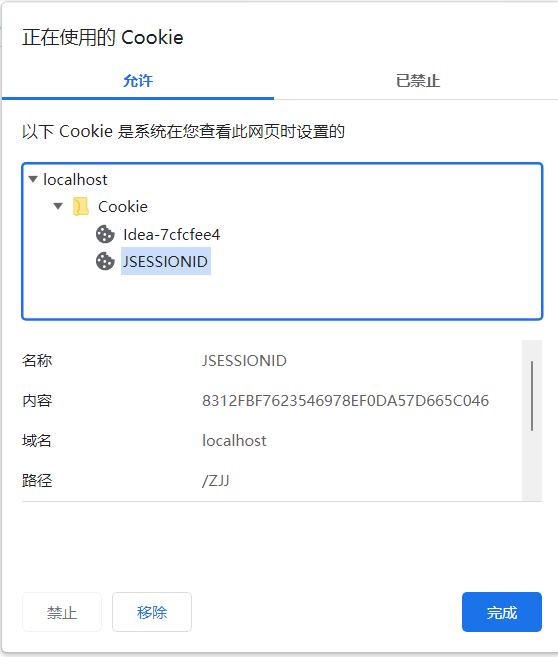 正在使用的 Cookie
允许 已禁止
以下 Cookie 是系统在您查看此网页时设置的
localhost
Cookie
Idea-7cfcfee4
JSESSIONID
名称 JSESSIONID
内容 8312FBF7623546978EF0DA57D665C046
域名 localhost
路径 /ZJJ
禁止 移除 完成